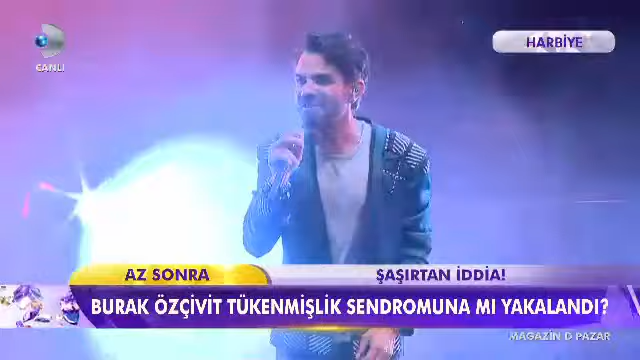 HARBİYE
CANLI
AZ SONRA
ŞAŞIRTAN İDDİA!
BURAK ÖZÇİVİT TÜKENMİŞLİK SENDROMUNA MI YAKALANDI?
MAGAZİN D PAZAR